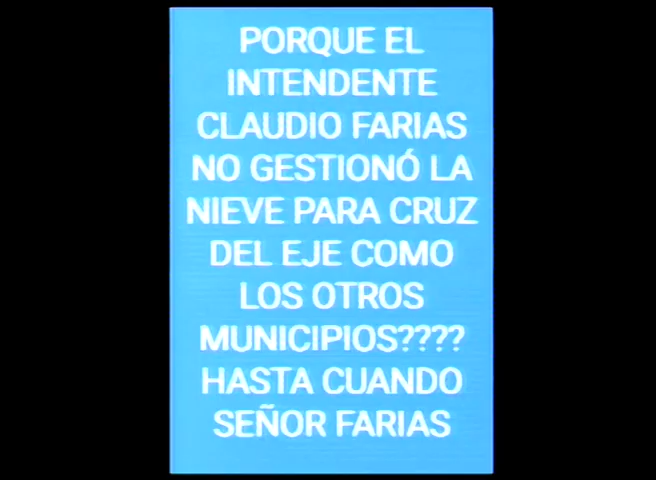 PORQUE EL
INTENDENTE
CLAUDIO FARIAS
NO GESTIONÓ LA
NIEVE PARA CRUZ
DEL EJE COMO
LOS OTROS
MUNICIPIOS????
HASTA CUANDO
SEÑOR FARIAS